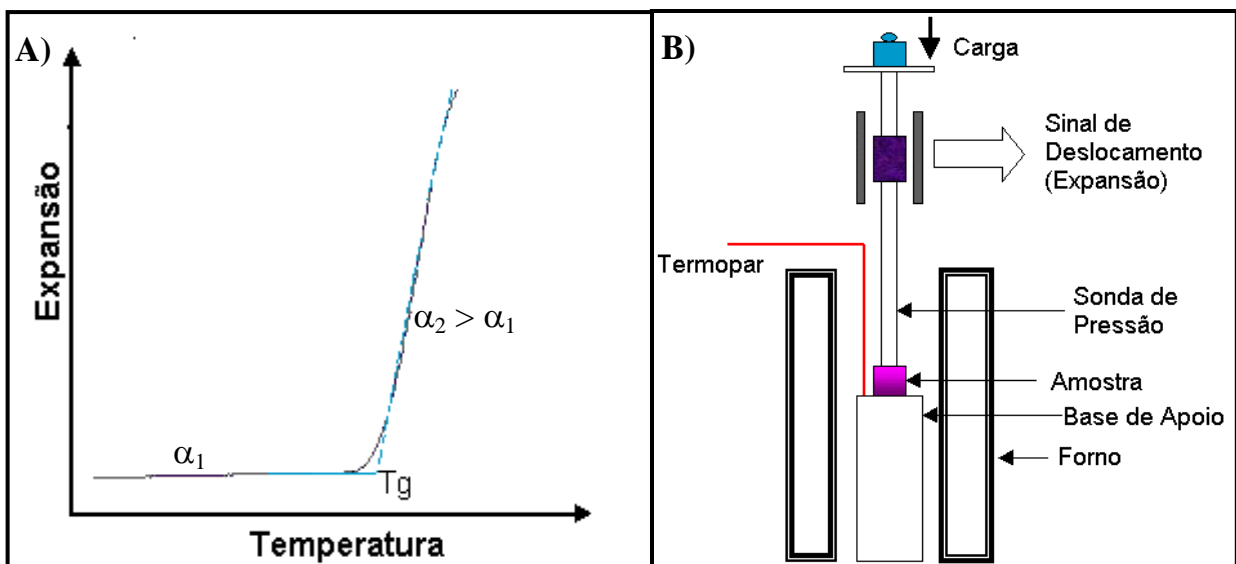 A)
Expansão
α₂ > α₁
α₁
Tg
Temperatura
B)
Carga
Sinal de
Deslocamento
(Expansão)
Termopar
Sonda de
Pressão
Amostra
Base de Apoio
Forno